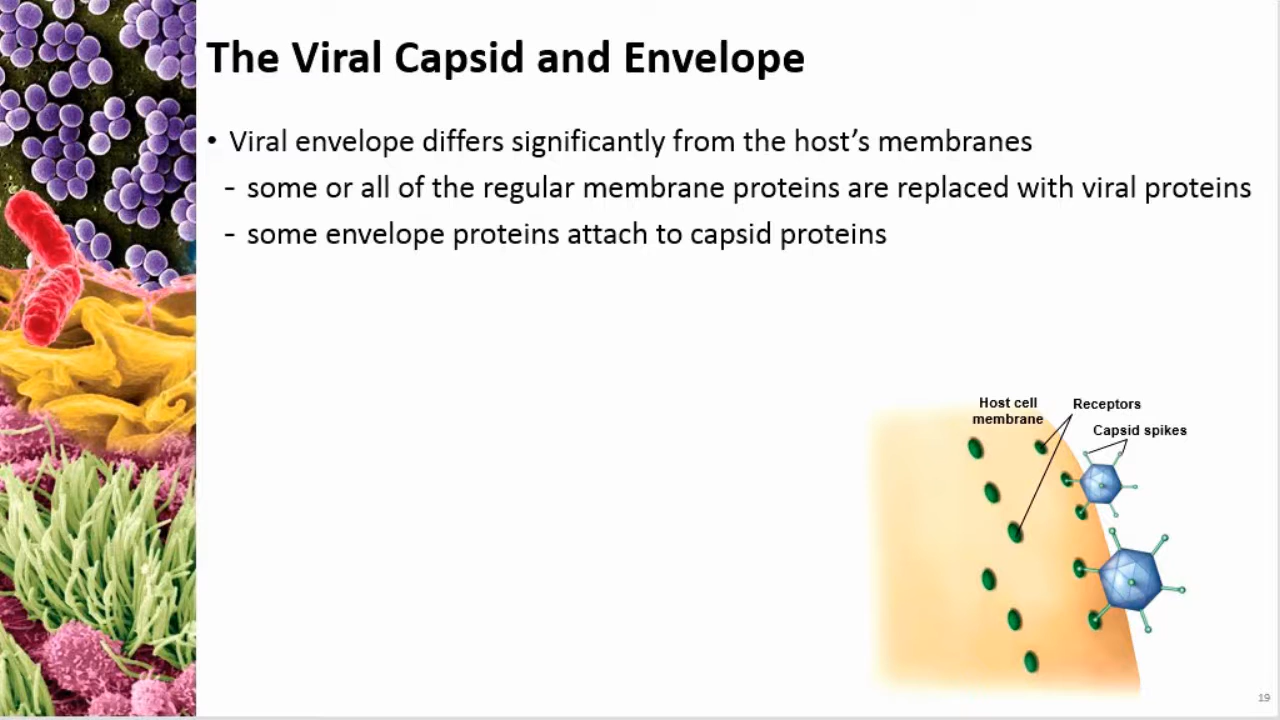 The Viral Capsid and Envelope
• Viral envelope differs significantly from the host’s membranes
- some or all of the regular membrane proteins are replaced with viral proteins
- some envelope proteins attach to capsid proteins
Host cell
membrane
Receptors
Capsid spikes
19